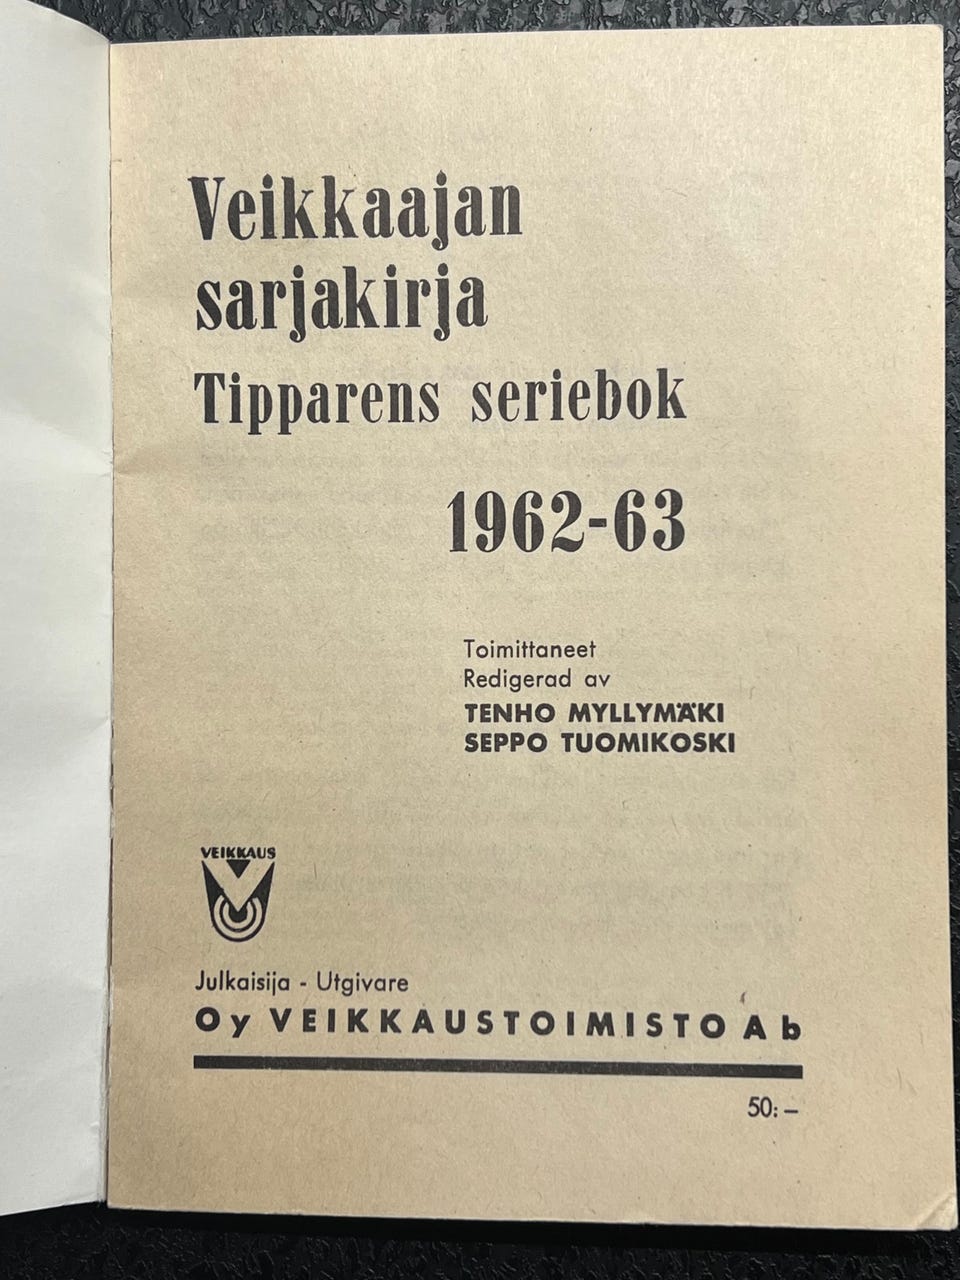 Veikkaajan
sarjakirja
Tipparens seriebok
1962-63
Toimittaneet
Redigerad av
TENHO MYLLYMÄKI
SEPPO TUOMIKOSKI
VEIKKAUS
Julkaisija - Utgivare
Oy VEIKKAUSTOIMISTO Ab
50:—